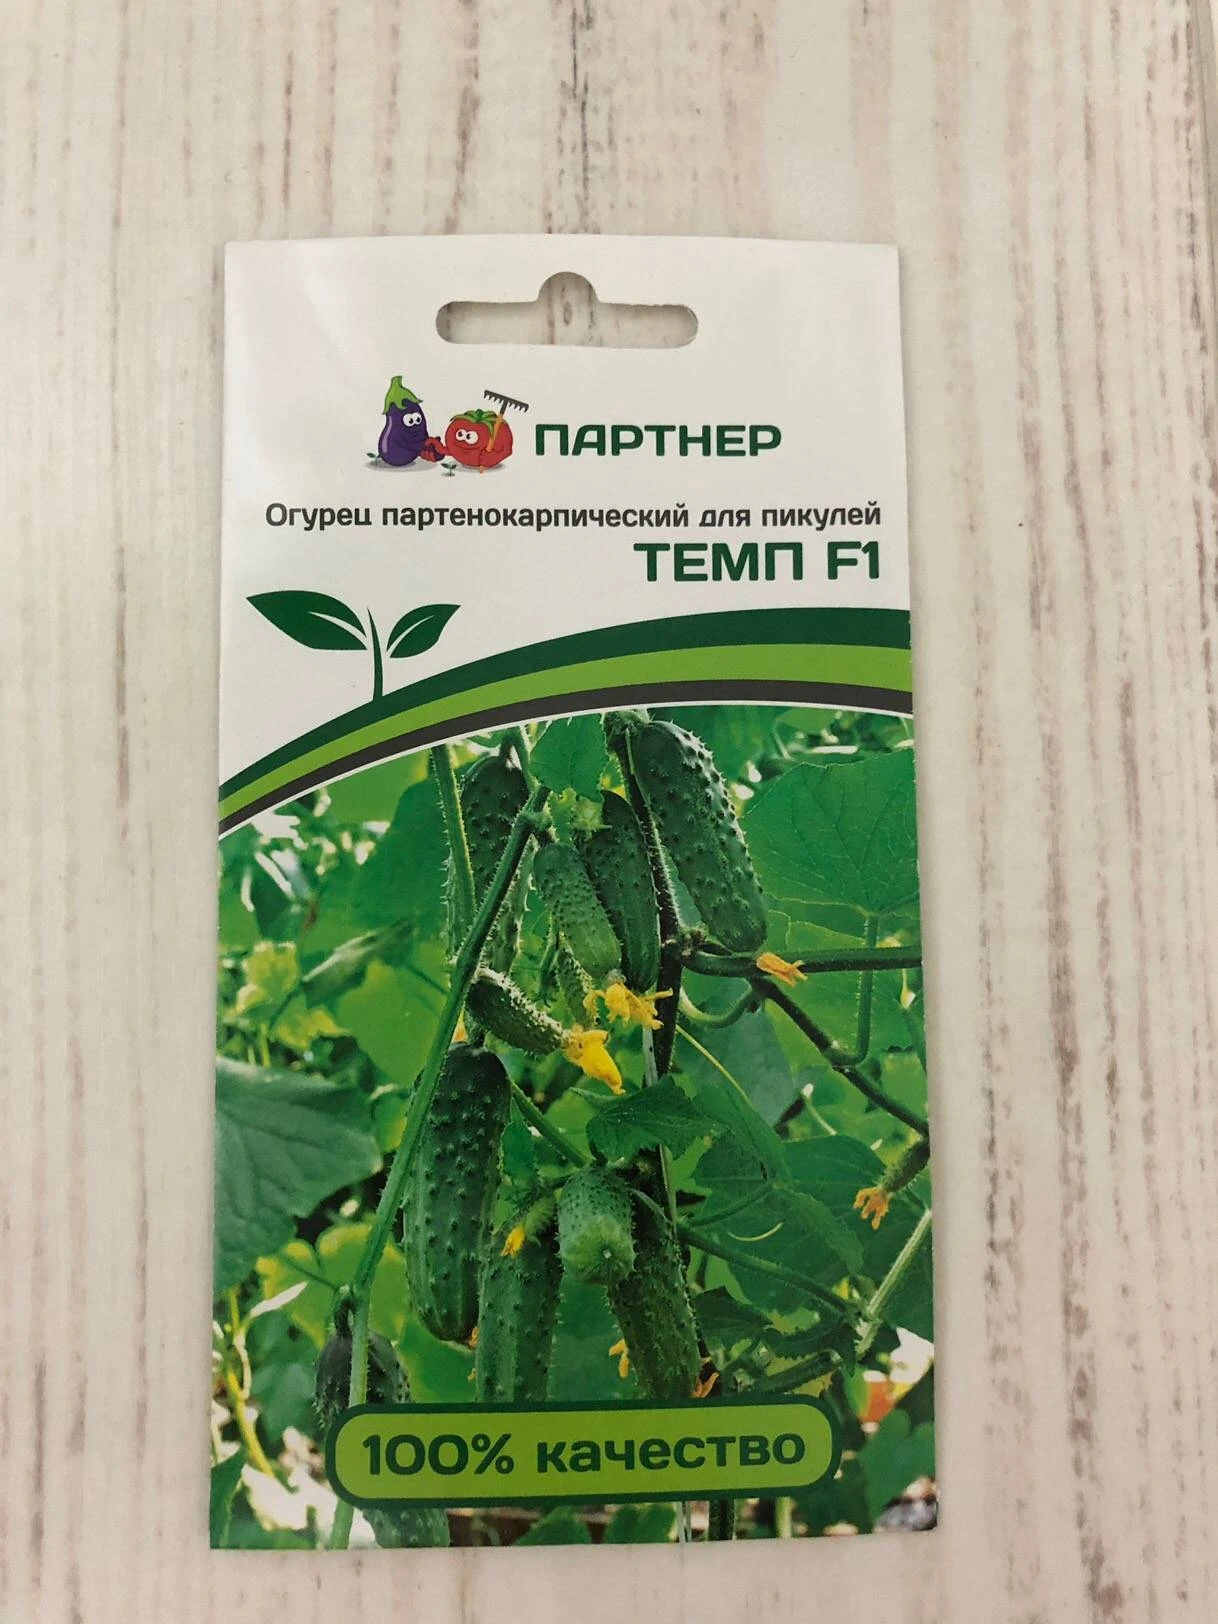 ПАРТНЕР
Огурец партенокарпический для пикулей
ТЕМП F1
100% качество